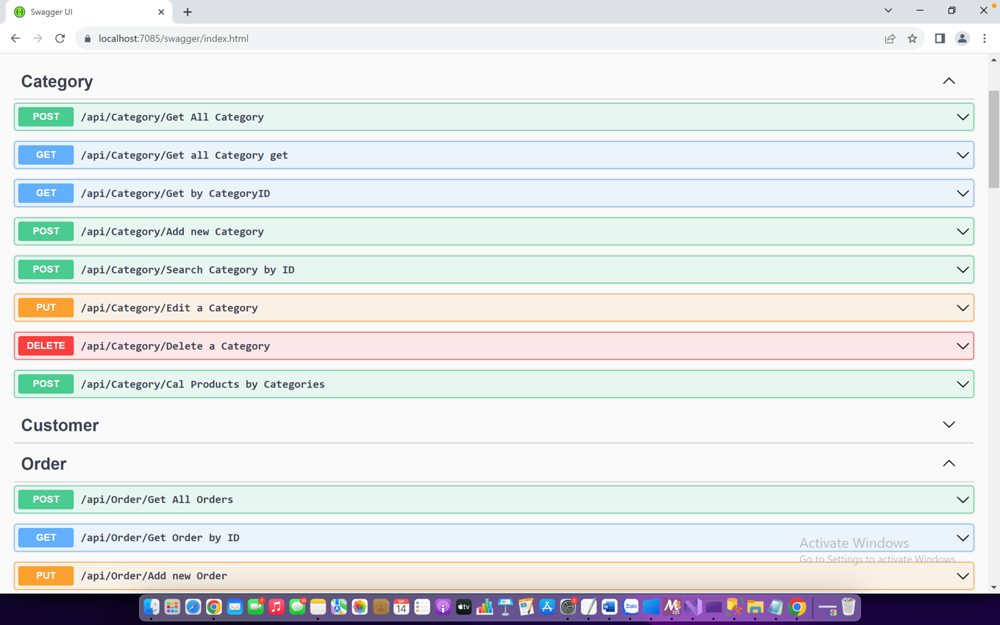 Swagger UI
localhost:7085/swagger/index.html
Category
POST /api/Category/Get All Category
GET /api/Category/Get all Category get
GET /api/Category/Get by CategoryID
POST /api/Category/Add new Category
POST /api/Category/Search Category by ID
PUT /api/Category/Edit a Category
DELETE /api/Category/Delete a Category
POST /api/Category/Cal Products by Categories
Customer
Order
POST /api/Order/Get All Orders
GET /api/Order/Get Order by ID
Activate Windows
Go to Settings to activate Windows.
PUT /api/Order/Add new Order
14
tv
Zalo